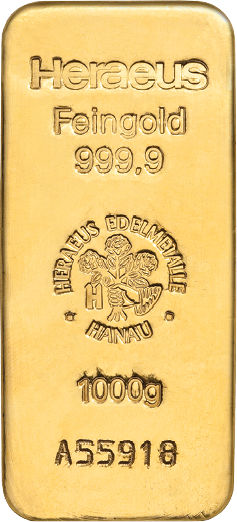 Heraeus
Feingold
999,9
HERAEUS EDELMETALLE
H
* HANAU *
1000g
A55918